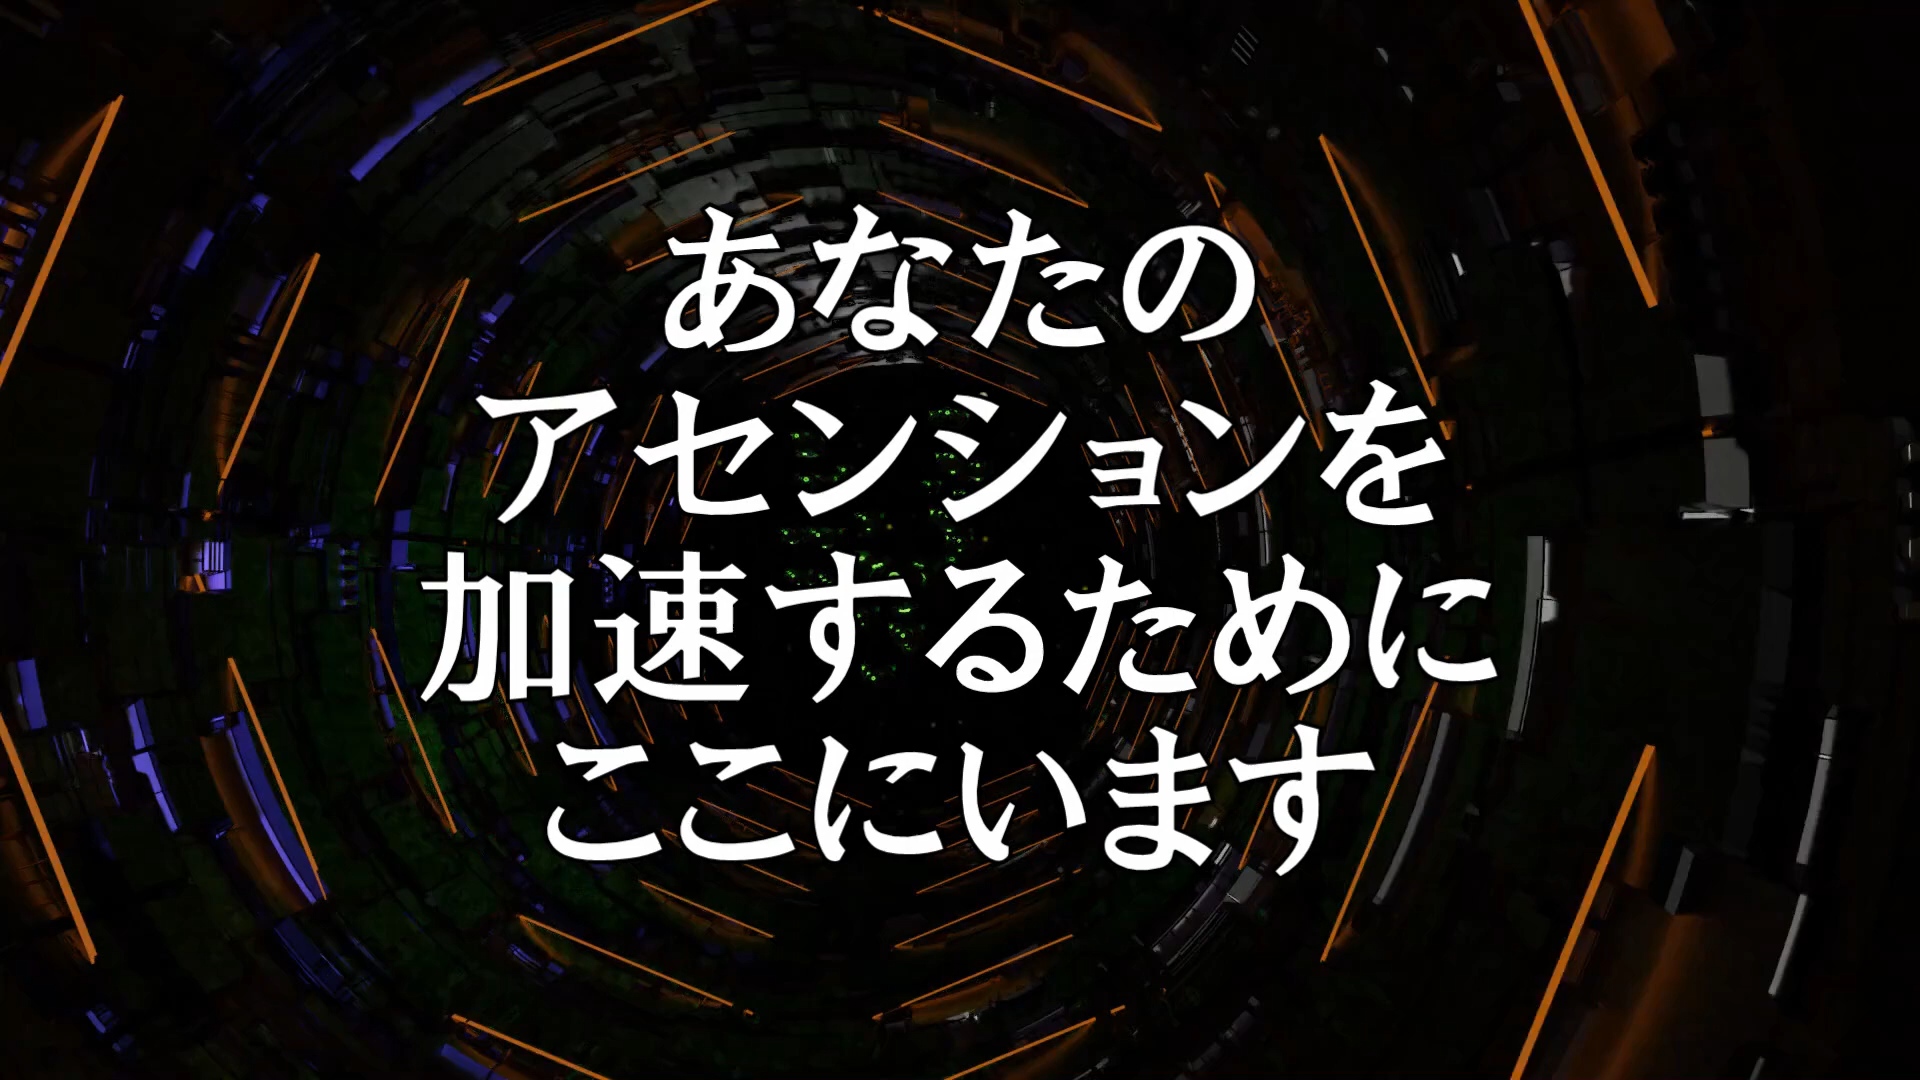 あなたの
アセンションを
加速するために
ここにいます